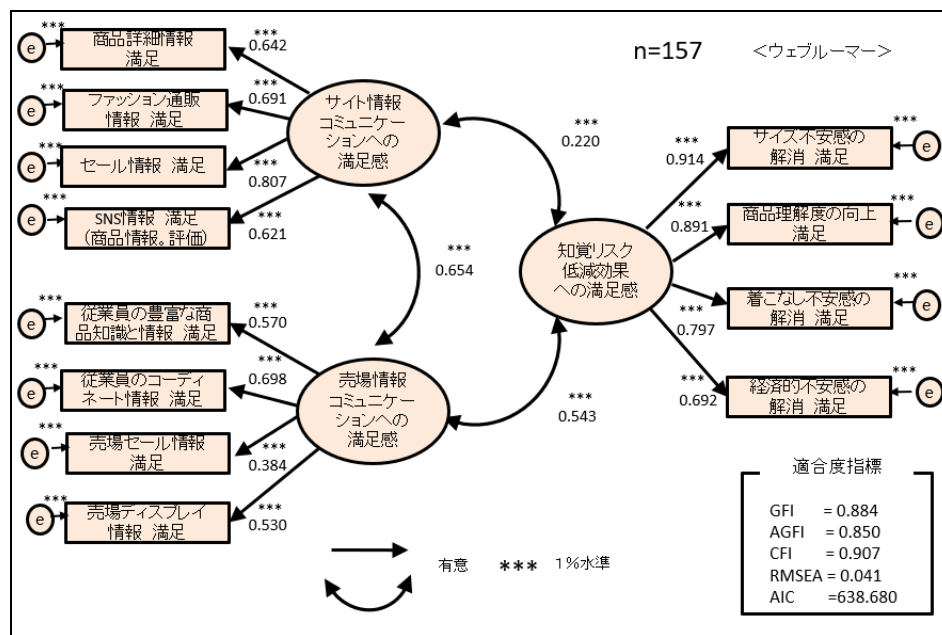 n=157 ＜ウェブルーマー＞
***
e
商品詳細情報
満足
***
0.642
***
e
ファッション通販
情報 満足
***
0.691
***
e
セール情報 満足
***
0.807
***
e
SNS情報 満足
(商品情報。評価)
***
0.621
サイト情報
コミュニケー
ションへの
満足感
***
0.220
***
0.654
***
e
従業員の豊富な商
品知識と情報 満足
***
0.570
***
e
従業員のコーディ
ネート情報 満足
***
0.698
***
e
売場セール情報
満足
***
0.384
***
e
売場ディスプレイ
情報 満足
***
0.530
売場情報
コミュニケー
ションへの
満足感
***
0.543
知覚リスク
低減効果
への満足感
***
0.914
サイズ不安感の
解消 満足
***
e
***
0.891
商品理解度の向上
満足
***
e
***
0.797
着こなし不安感の
解消 満足
***
e
***
0.692
経済的不安感の
解消 満足
***
e
有意 *** 1％水準
適合度指標
GFI = 0.884
AGFI = 0.850
CFI = 0.907
RMSEA = 0.041
AIC =638.680